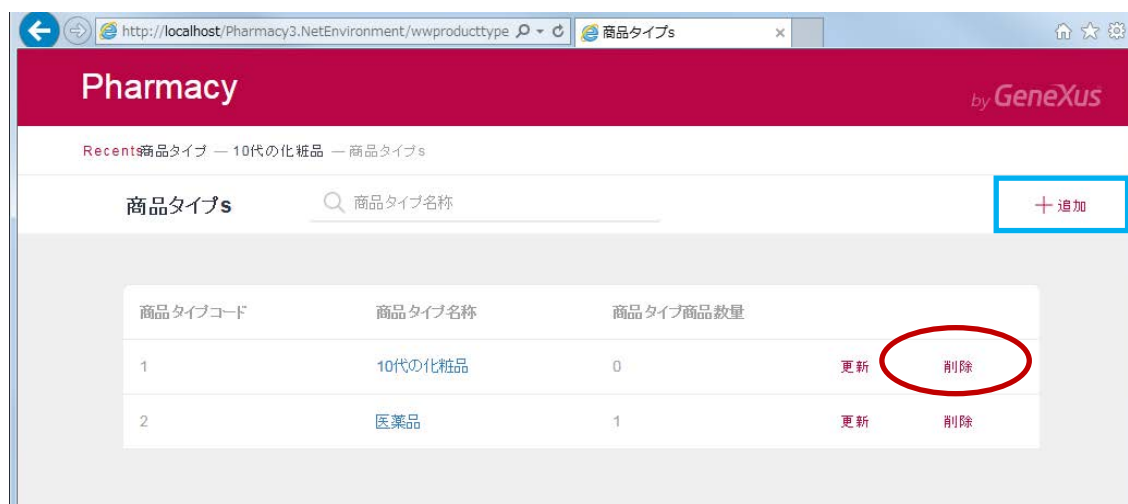 http://localhost/Pharmacy3.NetEnvironment/wwproducttype 商品タイプs
Pharmacy
by GeneXus
Recents商品タイプ — 10代の化粧品 — 商品タイプs
商品タイプs 商品タイプ名称 追加
商品タイプコード 商品タイプ名称 商品タイプ商品数量
1 10代の化粧品 0 更新 削除
2 医薬品 1 更新 削除